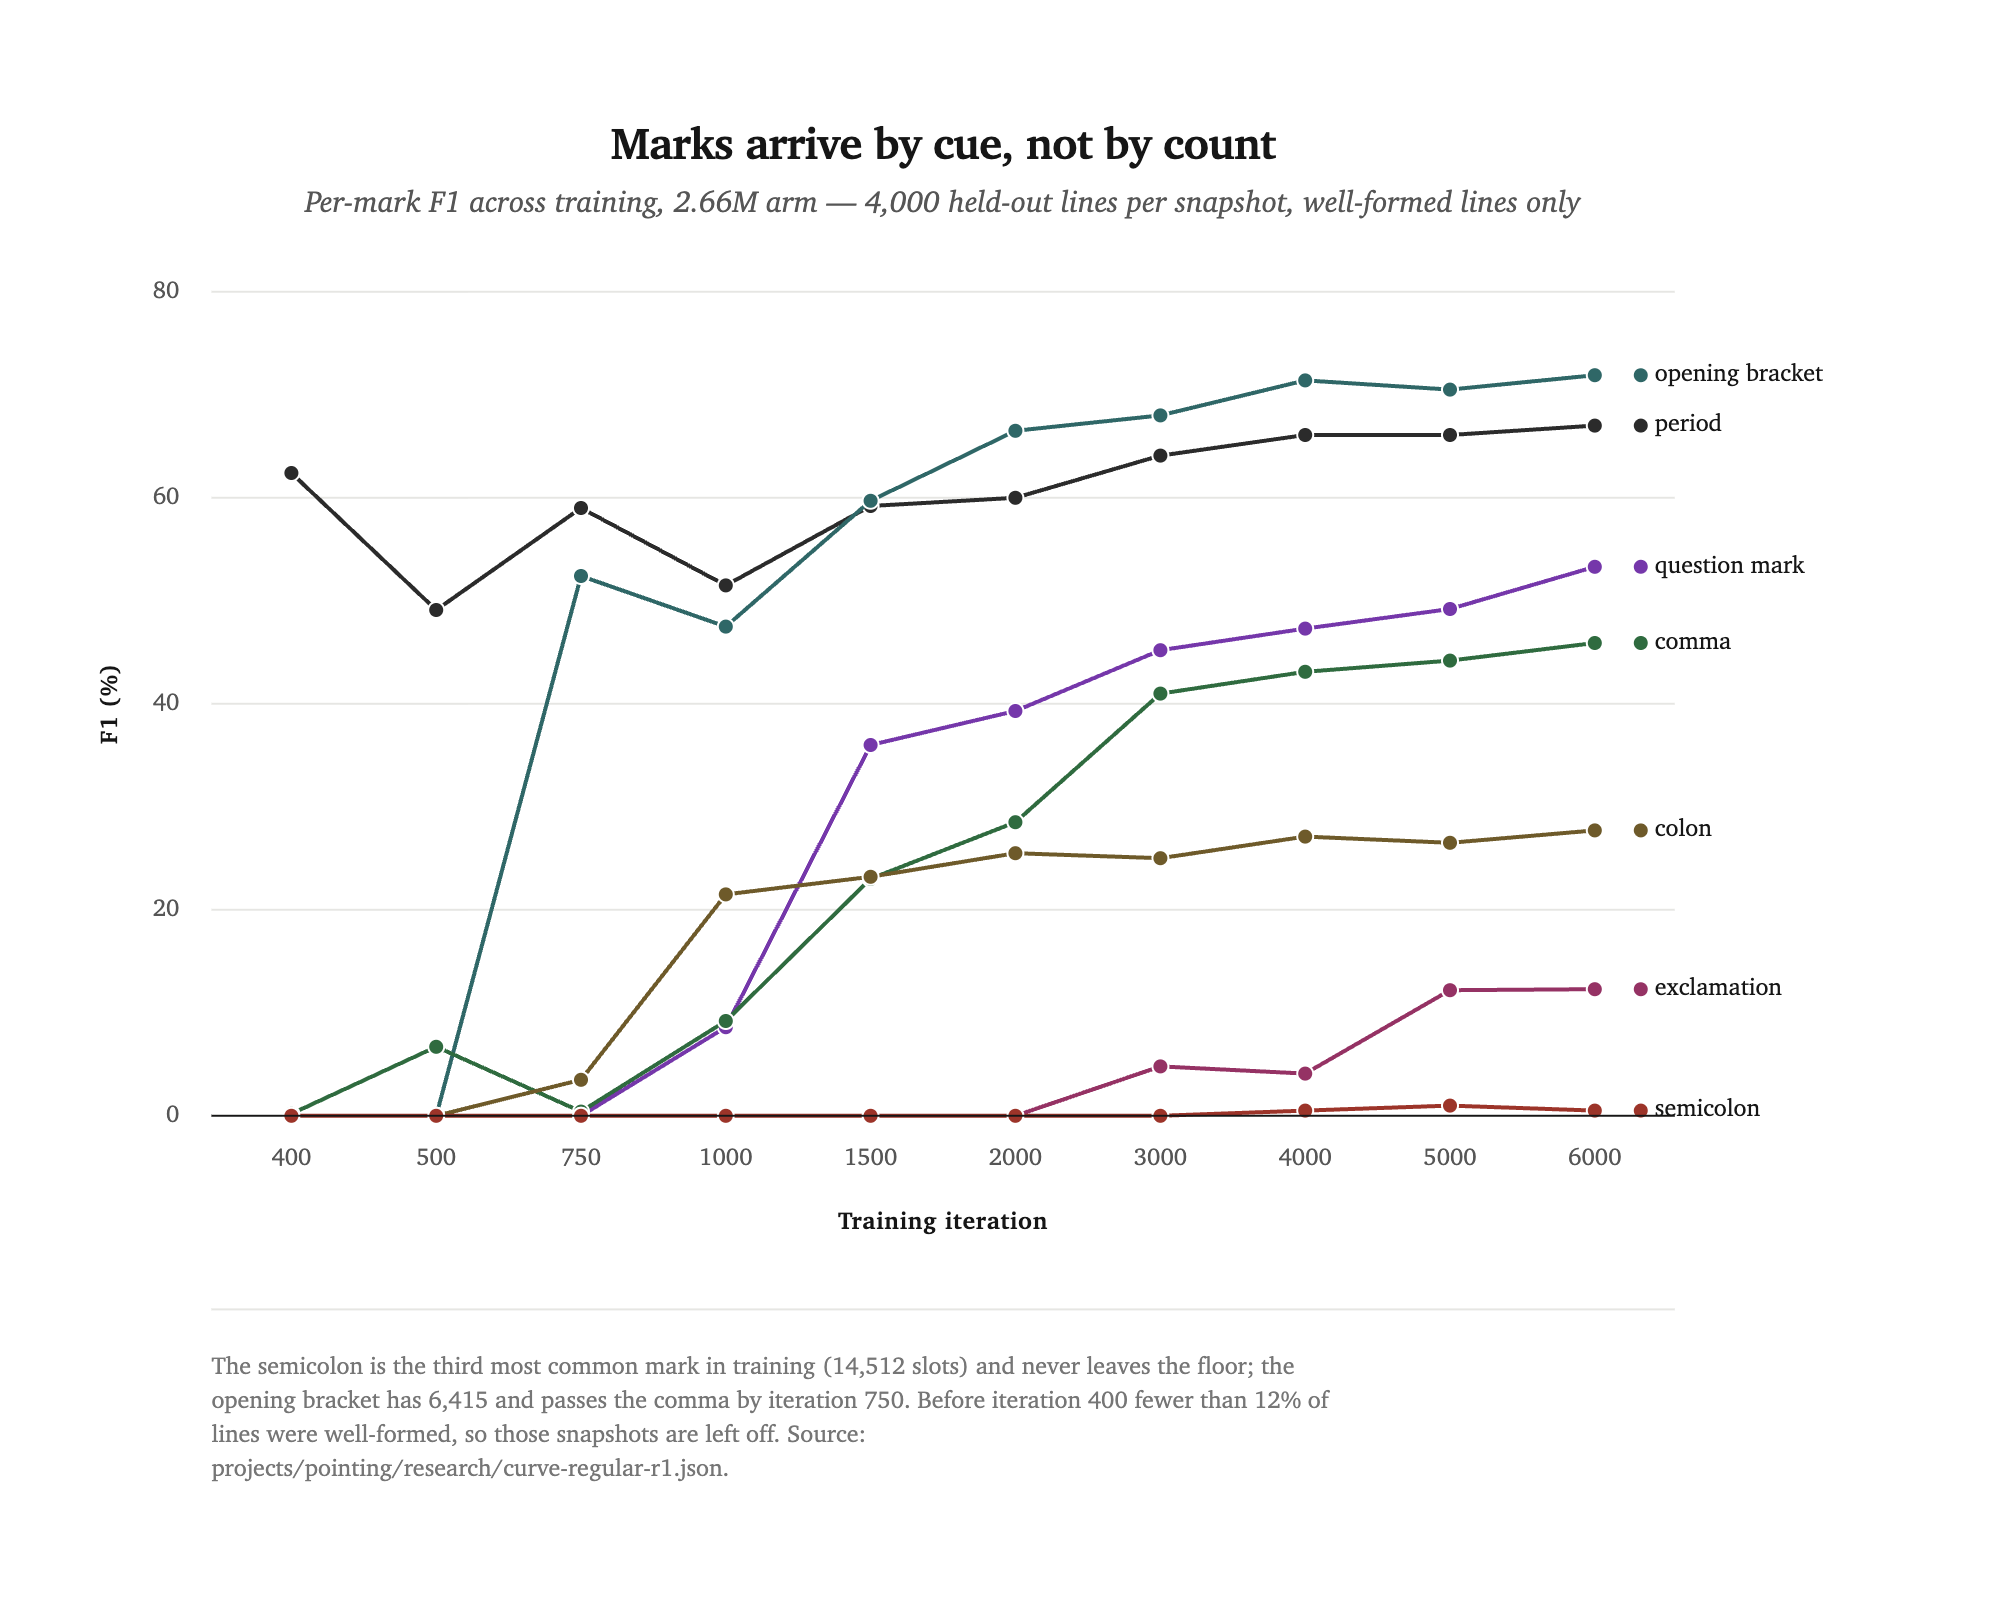 Marks arrive by cue, not by count
Per-mark F1 across training, 2.66M arm — 4,000 held-out lines per snapshot, well-formed lines only
80
60
40
20
0
F1 (%)
opening bracket
period
question mark
comma
colon
exclamation
semicolon
400 500 750 1000 1500 2000 3000 4000 5000 6000
Training iteration
The semicolon is the third most common mark in training (14,512 slots) and never leaves the floor; the
opening bracket has 6,415 and passes the comma by iteration 750. Before iteration 400 fewer than 12% of
lines were well-formed, so those snapshots are left off. Source:
projects/pointing/research/curve-regular-r1.json.